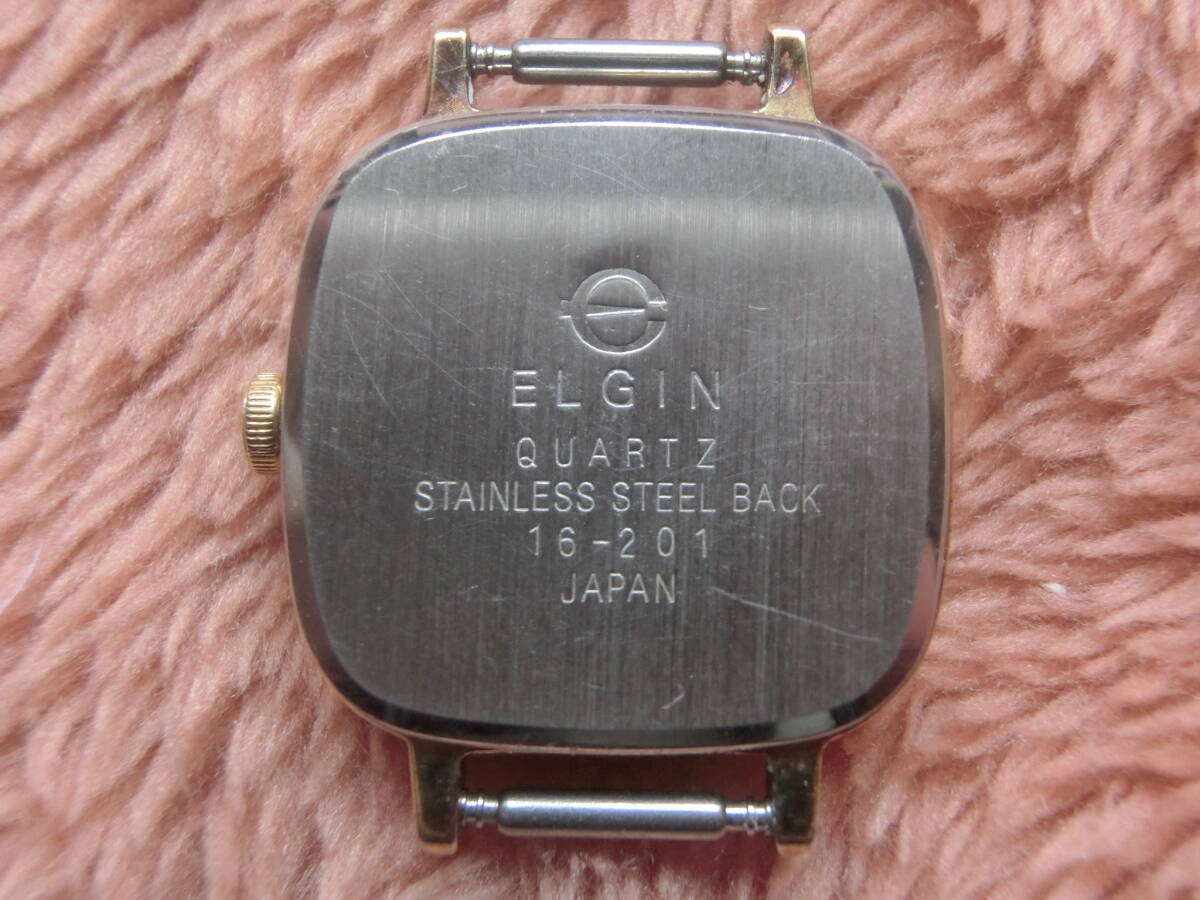 ELGIN
QUARTZ
STAINLESS STEEL BACK
16-201
JAPAN